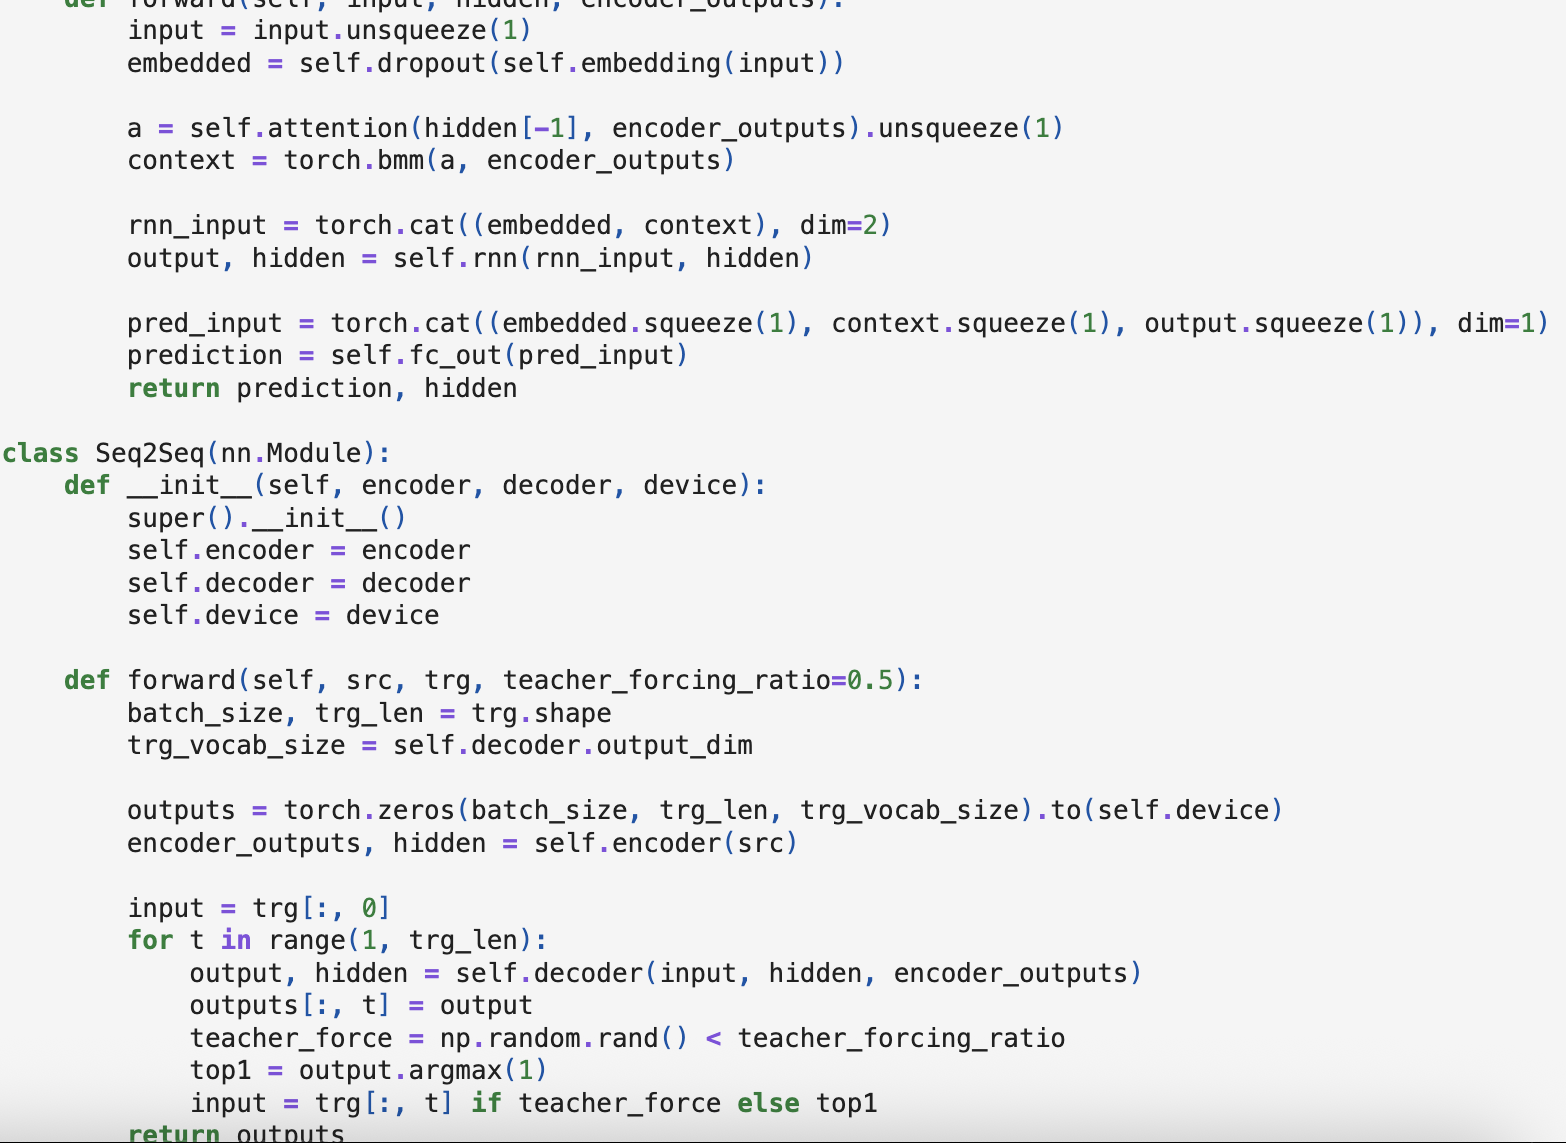 def forward(self, input, hidden, encoder_outputs):
input = input.unsqueeze(1)
embedded = self.dropout(self.embedding(input))
a = self.attention(hidden[-1], encoder_outputs).unsqueeze(1)
context = torch.bmm(a, encoder_outputs)
rnn_input = torch.cat((embedded, context), dim=2)
output, hidden = self.rnn(rnn_input, hidden)
pred_input = torch.cat((embedded.squeeze(1), context.squeeze(1), output.squeeze(1)), dim=1)
prediction = self.fc_out(pred_input)
return prediction, hidden
class Seq2Seq(nn.Module):
def __init__(self, encoder, decoder, device):
super().__init__()
self.encoder = encoder
self.decoder = decoder
self.device = device
def forward(self, src, trg, teacher_forcing_ratio=0.5):
batch_size, trg_len = trg.shape
trg_vocab_size = self.decoder.output_dim
outputs = torch.zeros(batch_size, trg_len, trg_vocab_size).to(self.device)
encoder_outputs, hidden = self.encoder(src)
input = trg[:, 0]
for t in range(1, trg_len):
output, hidden = self.decoder(input, hidden, encoder_outputs)
outputs[:, t] = output
teacher_force = np.random.rand() < teacher_forcing_ratio
top1 = output.argmax(1)
input = trg[:, t] if teacher_force else top1
return outputs